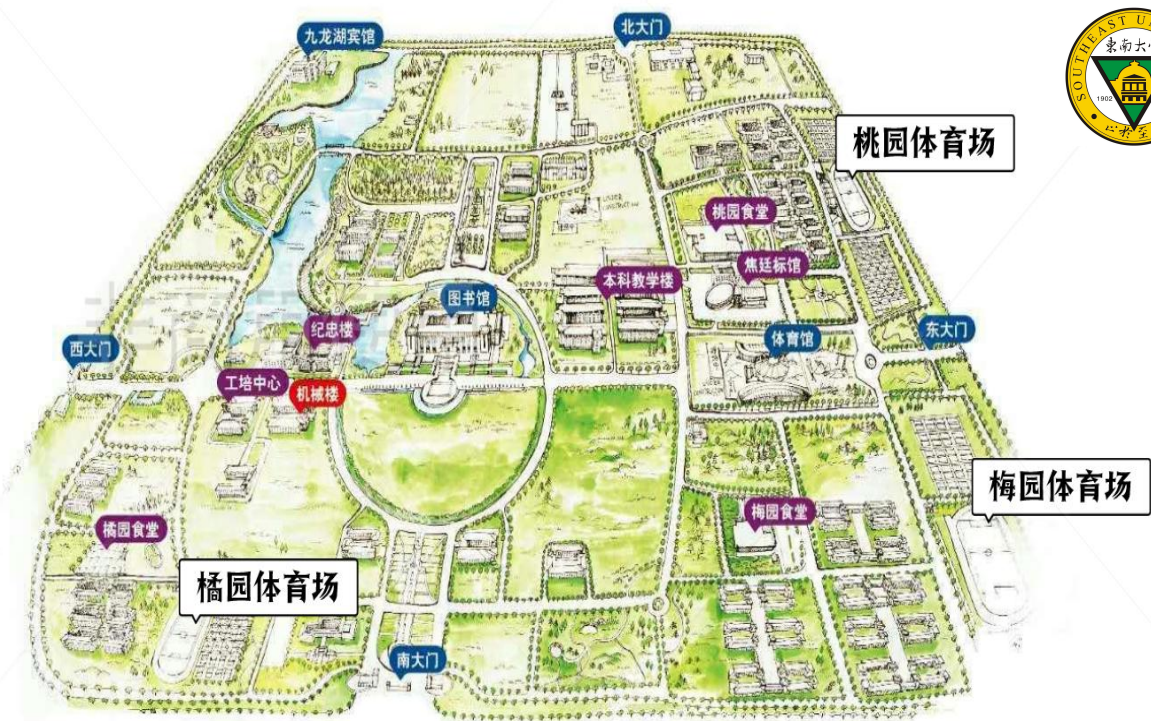 九龙湖宾馆
北大门
SOUTHEAST U
東南大
1902
桃园体育场
桃园食堂
焦廷标馆
本科教学楼
图书馆
纪忠楼
体育馆
东大门
西大门
工培中心
机械楼
梅园体育场
梅园食堂
橘园食堂
橘园体育场
南大门